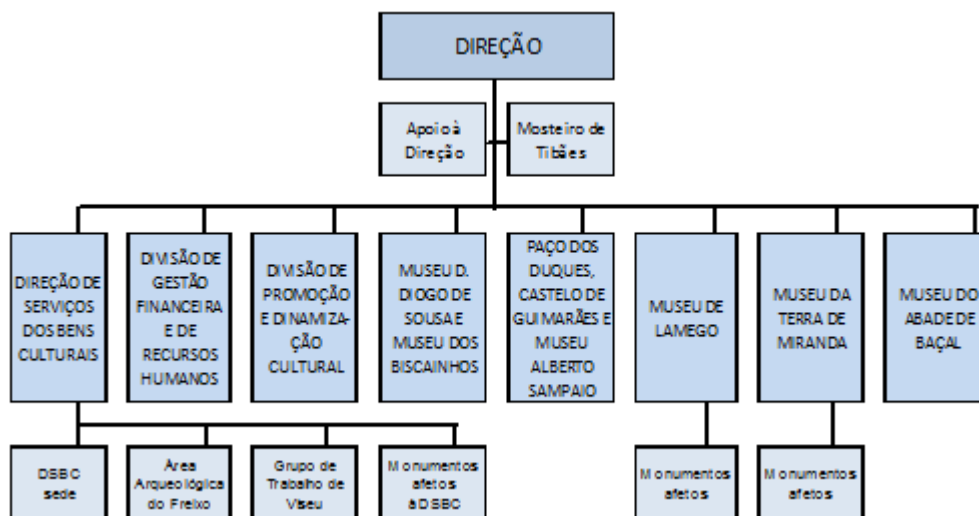 DIREÇÃO
Apoio à
Direção
Mosteiro de
Tibães
DIREÇÃO DE
SERVIÇOS
DOS BENS
CULTURAIS
DIVISÃO DE
GESTÃO
FINANCEIRA
E DE
RECURSOS
HUMANOS
DIVISÃO DE
PROMOÇÃO
E DINAMIZA-
ÇÃO
CULTURAL
MUSEU D.
DIOGO DE
SOUSA E
MUSEU DOS
BISCAINHOS
PAÇO DOS
DUQUES,
CASTELO DE
GUIMARÃES E
MUSEU
ALBERTO
SAMPAIO
MUSEU DE
LAMEGO
MUSEU DA
TERRA DE
MIRANDA
MUSEU DO
ABADE DE
BAÇAL
DSBC
sede
Área
Arqueológica
do Freixo
Grupo de
Trabalho de
Viseu
Monumentos
afetos
à DSBC
Monumentos
afetos
Monumentos
afetos